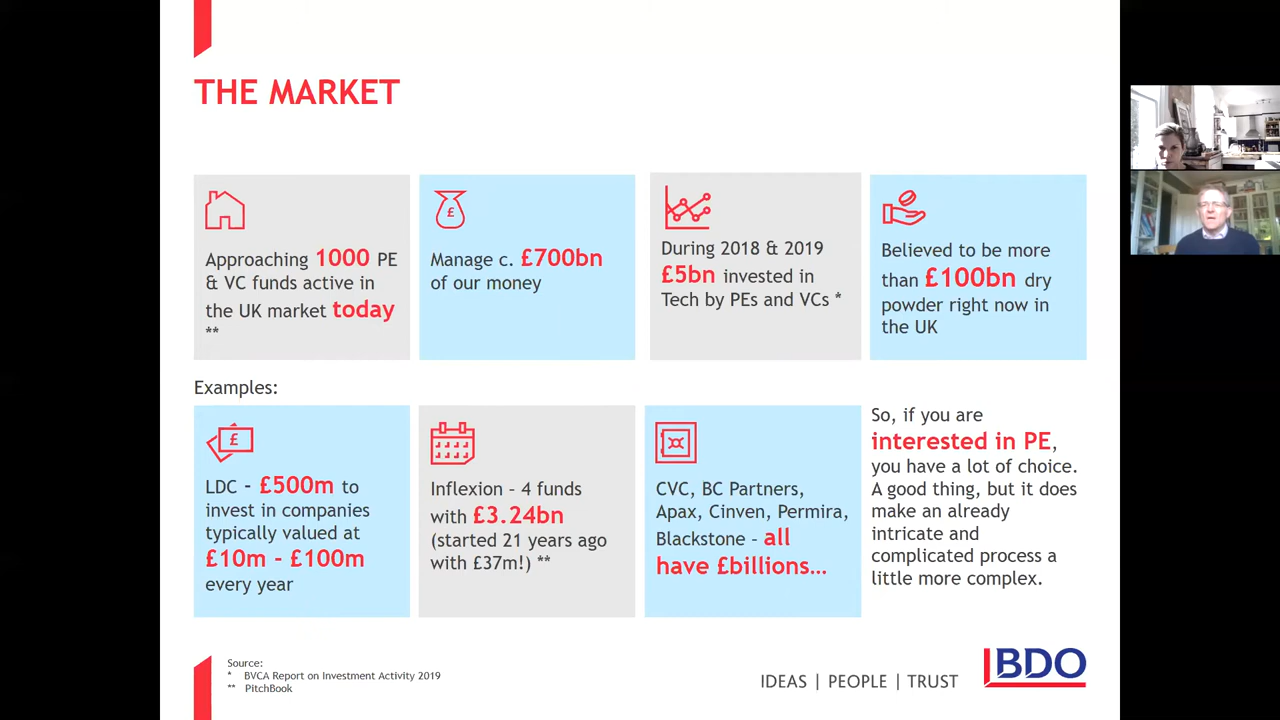 THE MARKET
Approaching 1000 PE
& VC funds active in
the UK market today
**
Manage c. £700bn
of our money
During 2018 & 2019
£5bn invested in
Tech by PEs and VCs *
Believed to be more
than £100bn dry
powder right now in
the UK
Examples:
£
LDC - £500m to
invest in companies
typically valued at
£10m - £100m
every year
Inflexion – 4 funds
with £3.24bn
(started 21 years ago
with £37m!) **
CVC, BC Partners,
Apax, Cinven, Permira,
Blackstone – all
have £billions…
So, if you are
interested in PE,
you have a lot of choice.
A good thing, but it does
make an already
intricate and
complicated process a
little more complex.
Source:
* BVCA Report on Investment Activity 2019
** PitchBook
IDEAS | PEOPLE | TRUST
BDO